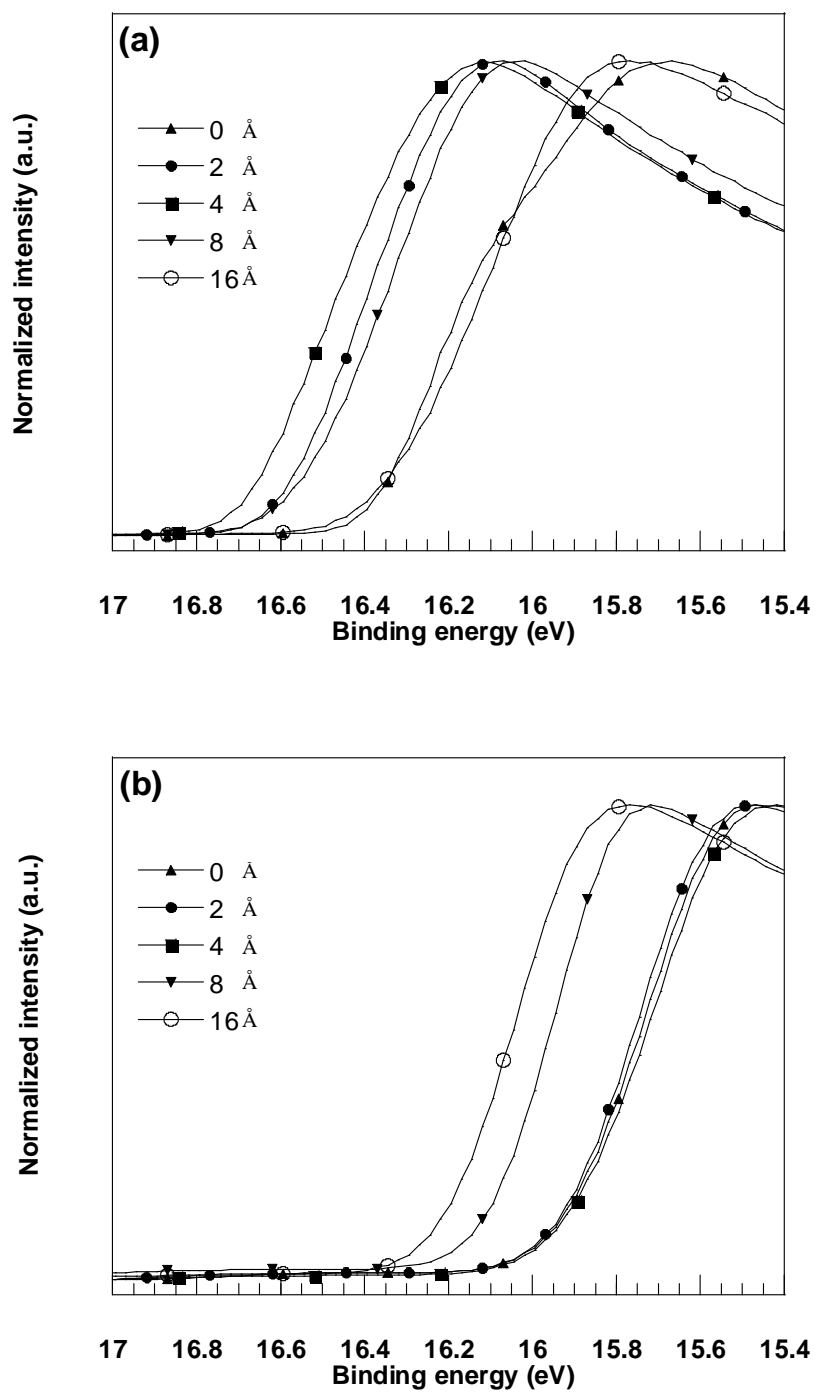 (a)
Normalized intensity (a.u.)
0 Å
2 Å
4 Å
8 Å
16 Å
17 16.8 16.6 16.4 16.2 16 15.8 15.6 15.4
Binding energy (eV)
(b)
Normalized intensity (a.u.)
0 Å
2 Å
4 Å
8 Å
16 Å
17 16.8 16.6 16.4 16.2 16 15.8 15.6 15.4
Binding energy (eV)